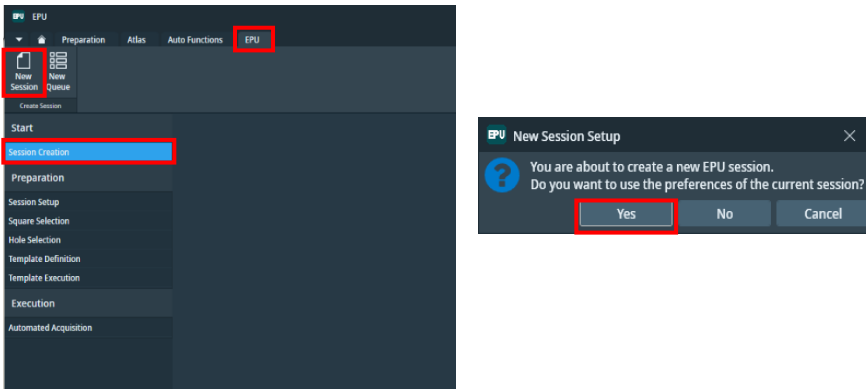 EPU EPU
Preparation Atlas Auto Functions EPU
New Session
New Queue
Create Session
Start
Session Creation
Preparation
Session Setup
Square Selection
Hole Selection
Template Definition
Template Execution
Execution
Automated Acquisition
EPU New Session Setup
You are about to create a new EPU session.
Do you want to use the preferences of the current session?
Yes No Cancel